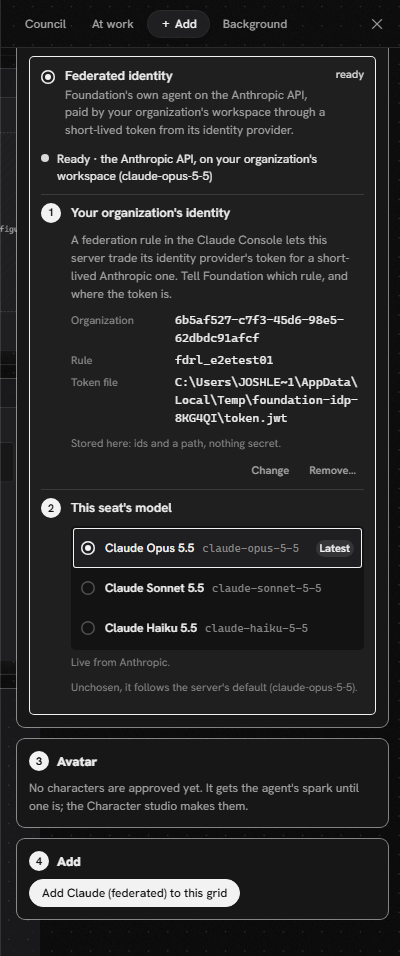 Council At work + Add Background
Federated identity ready
Foundation's own agent on the Anthropic API,
paid by your organization's workspace through a
short-lived token from its identity provider.
Ready · the Anthropic API, on your organization's
workspace (claude-opus-5-5)
1 Your organization's identity
A federation rule in the Claude Console lets this
server trade its identity provider's token for a short-
lived Anthropic one. Tell Foundation which rule, and
where the token is.
Organization 6b5af527-c7f3-45d6-98e5-
62dbdc91afcf
Rule fdrl_e2etest01
Token file C:\Users\JOSHLE~1\AppData\
Local\Temp\foundation-idp-
8KG4QI\token.jwt
Stored here: ids and a path, nothing secret.
Change Remove...
2 This seat's model
Claude Opus 5.5 claude-opus-5-5 Latest
Claude Sonnet 5.5 claude-sonnet-5-5
Claude Haiku 5.5 claude-haiku-5-5
Live from Anthropic.
Unchosen, it follows the server's default (claude-opus-5-5).
3 Avatar
No characters are approved yet. It gets the agent's spark until
one is; the Character studio makes them.
4 Add
Add Claude (federated) to this grid